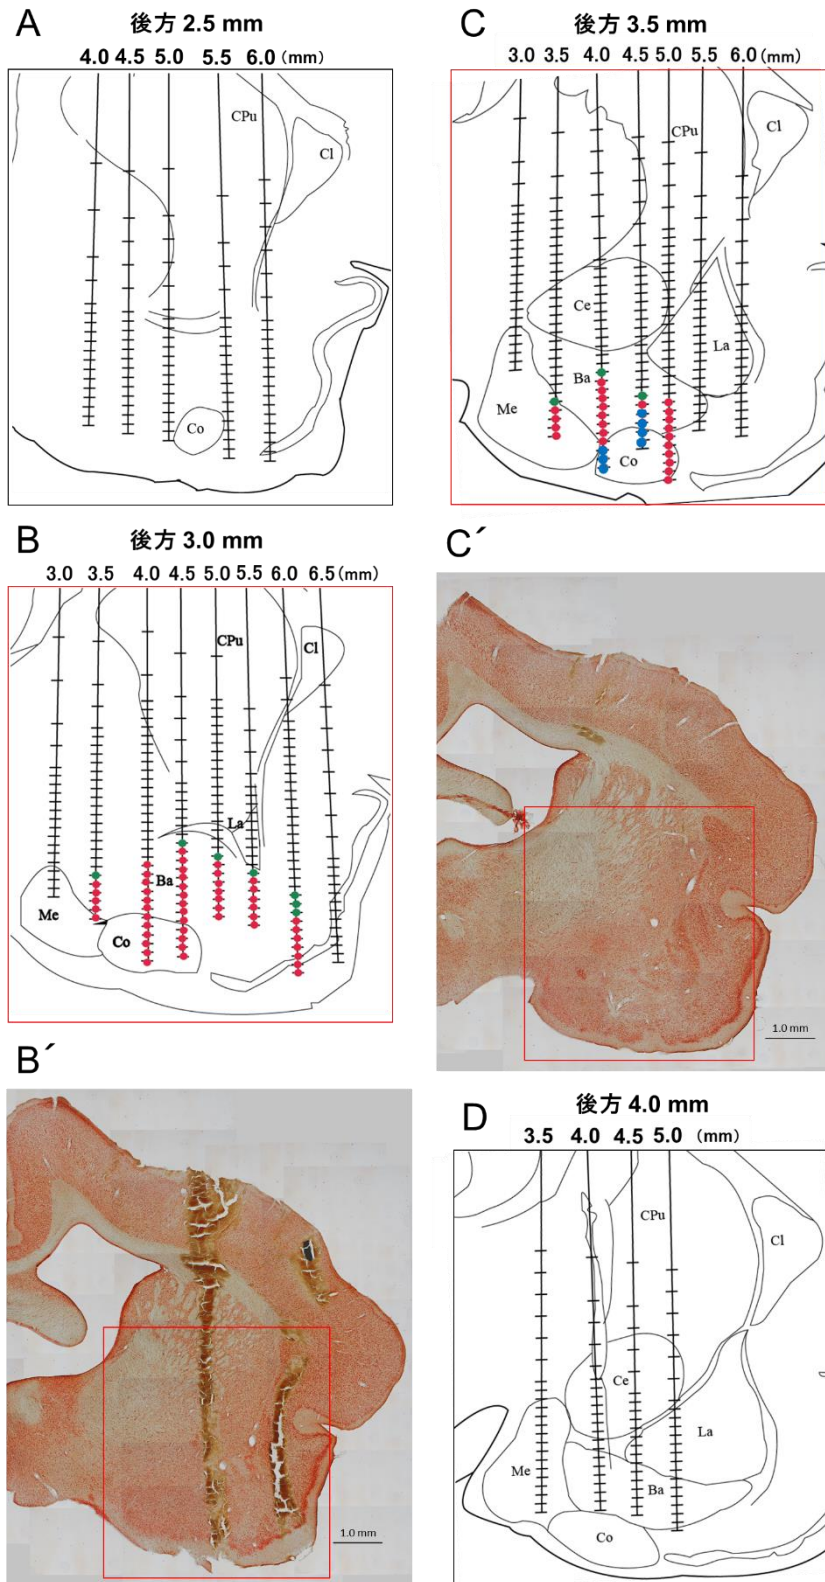 A
後方 2.5 mm
4.0 4.5 5.0 5.5 6.0 (mm)
CPu
Cl
Co
B
後方 3.0 mm
3.0 3.5 4.0 4.5 5.0 5.5 6.0 6.5(mm)
CPu
Cl
La
Ba
Me
Co
B´
1.0 mm
C
後方 3.5 mm
3.0 3.5 4.0 4.5 5.0 5.5 6.0 (mm)
CPu
Cl
Ce
La
Ba
Me
Co
C´
1.0 mm
D
後方 4.0 mm
3.5 4.0 4.5 5.0 (mm)
CPu
Cl
Ce
La
Me
Ba
Co